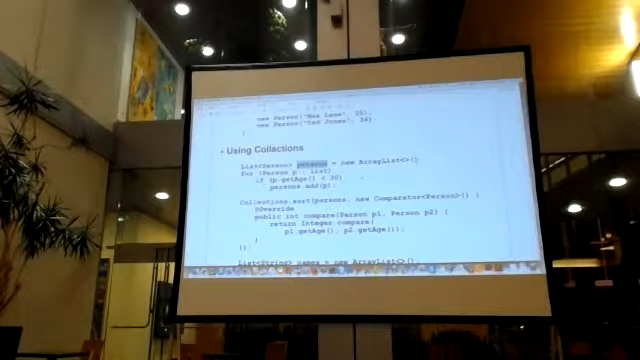 new Person("Max Lane", 35),
new Person("Ted Jones", 36)
)
• Using Collections
List<Person> persons = new ArrayList<>()
for (Person p : list)
if (p.getAge() < 30)
persons.add(p);
Collections.sort(persons, new Comparator<Person>() {
@Override
public int compare(Person p1, Person p2) {
return Integer.compare(
p1.getAge(), p2.getAge());
}
});
List<String> names = new ArrayList<>();